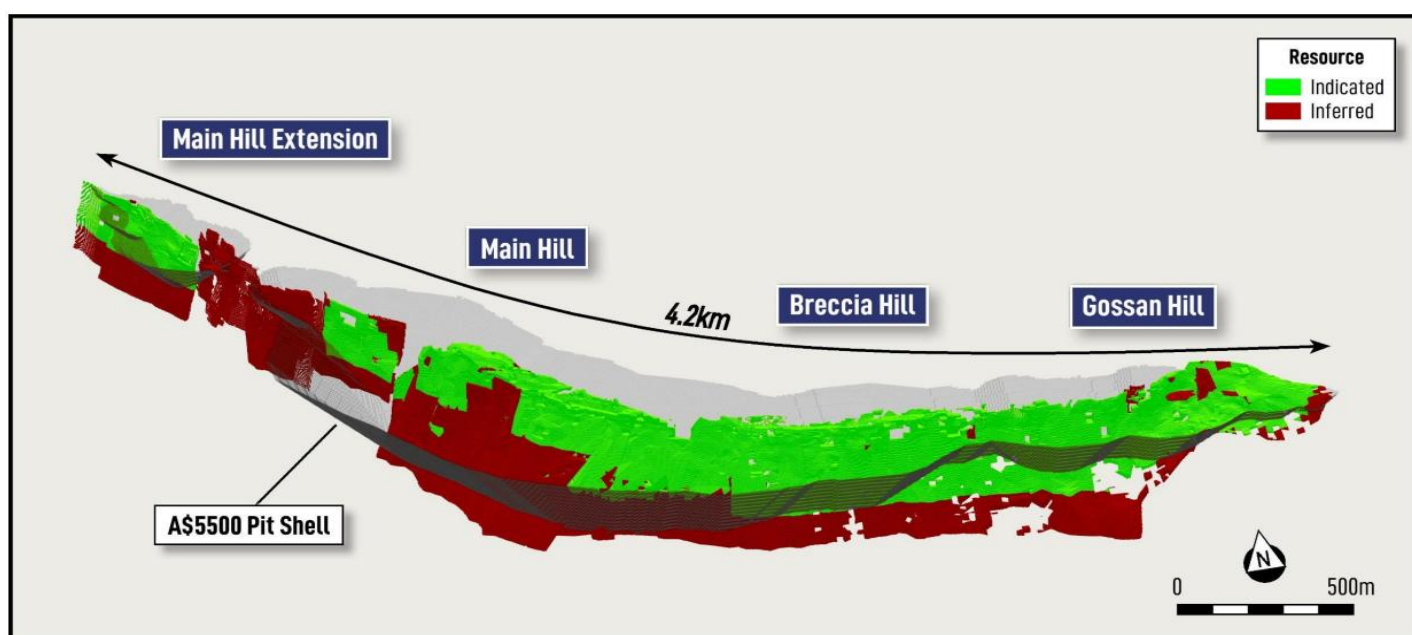 Resource
Indicated
Inferred
Main Hill Extension
Main Hill
4.2km
Breccia Hill
Gossan Hill
A$5500 Pit Shell
N
0 500m